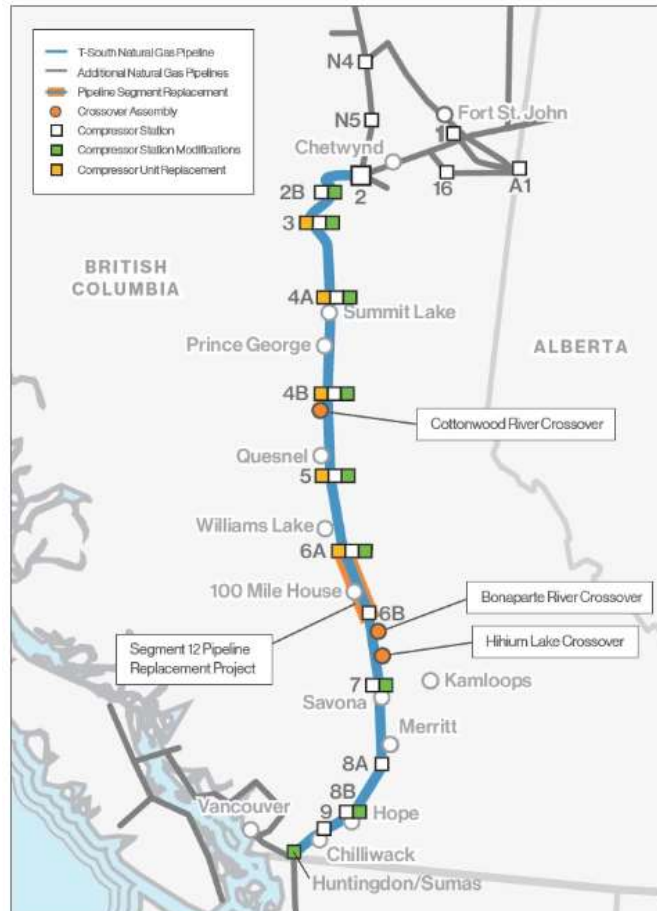 T-South Natural Gas Pipeline
Additional Natural Gas Pipelines
Pipeline Segment Replacement
Crossover Assembly
Compressor Station
Compressor Station Modifications
Compressor Unit Replacement
N4
Fort St. John
N5
1
Chetwynd
2
16
A1
2B
3
BRITISH
COLUMBIA
4A
Summit Lake
Prince George
ALBERTA
4B
Cottonwood River Crossover
Quesnel
5
Williams Lake
6A
100 Mile House
Bonaparte River Crossover
6B
Segment 12 Pipeline
Replacement Project
Hihium Lake Crossover
7
Kamloops
Savona
Merritt
8A
8B
Vancouver
9
Hope
Chilliwack
Huntingdon/Sumas